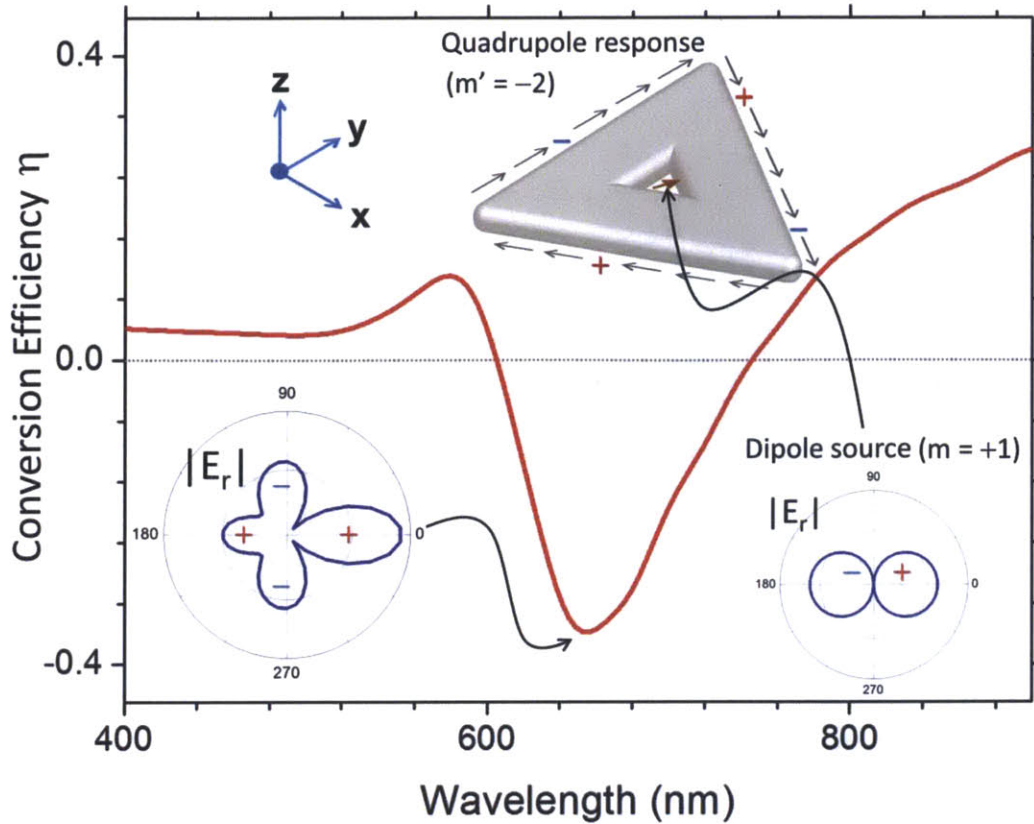 Quadrupole response
(m' = −2)
0.4
z
y
x
+
−
−
+
Conversion Efficiency η
0.0
90
|E_r|
−
+
+
−
180
0
270
Dipole source (m = +1)
90
|E_r|
−
+
180
0
270
-0.4
400
600
800
Wavelength (nm)